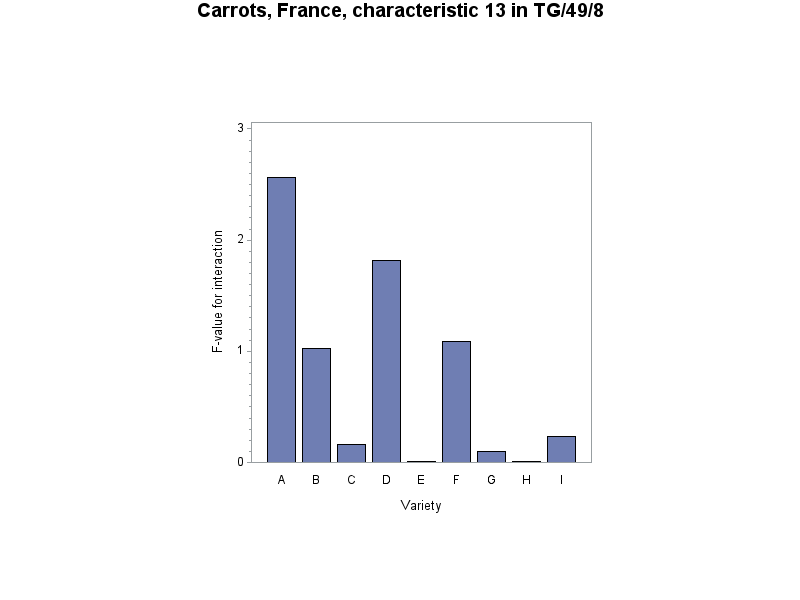 Carrots, France, characteristic 13 in TG/49/8
3
2
1
0
F-value for interaction
A B C D E F G H I
Variety